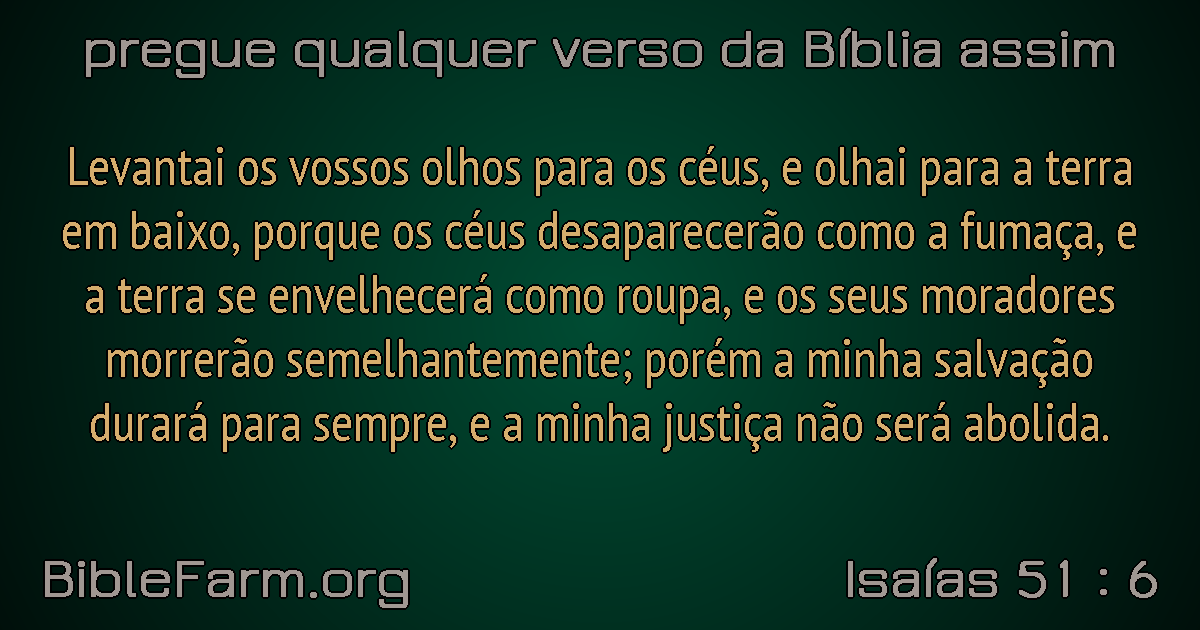 pregue qualquer verso da Bíblia assim
Levantai os vossos olhos para os céus, e olhai para a terra
em baixo, porque os céus desaparecerão como a fumaça, e
a terra se envelhecerá como roupa, e os seus moradores
morrerão semelhantemente; porém a minha salvação
durará para sempre, e a minha justiça não será abolida.
BibleFarm.org
Isaías 51 : 6